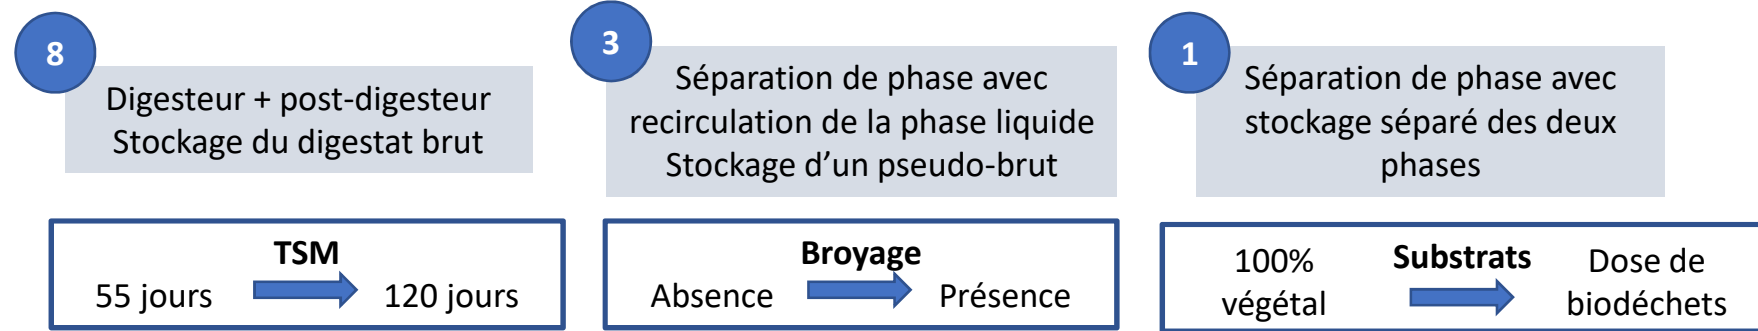 8
Digesteur + post-digesteur
Stockage du digestat brut
3
Séparation de phase avec
recirculation de la phase liquide
Stockage d’un pseudo-brut
1
Séparation de phase avec
stockage séparé des deux
phases
TSM
55 jours
120 jours
Broyage
Absence
Présence
Substrats
100%
végétal
Dose de
biodéchets